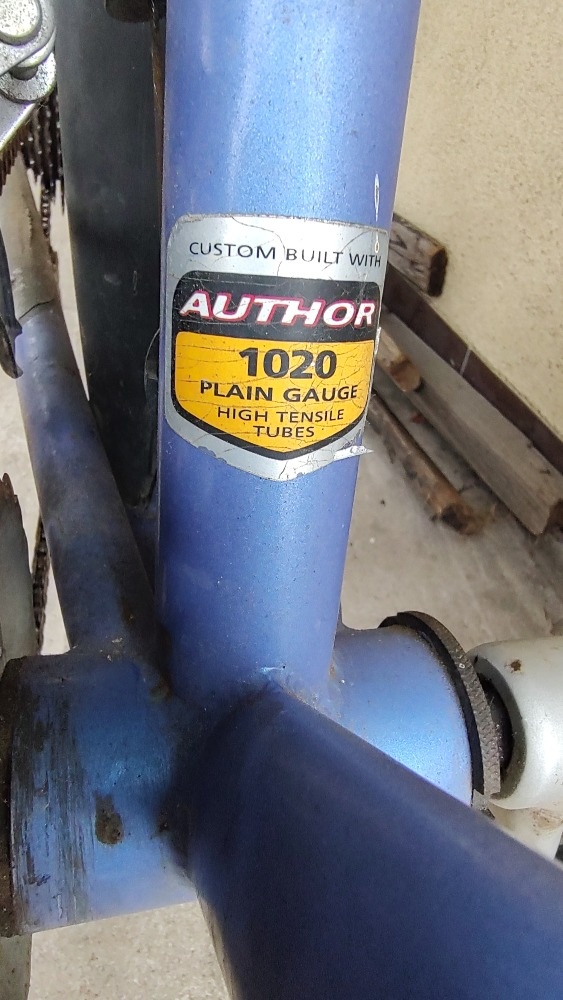 CUSTOM BUILT WITH
AUTHOR
1020
PLAIN GAUGE
HIGH TENSILE
TUBES